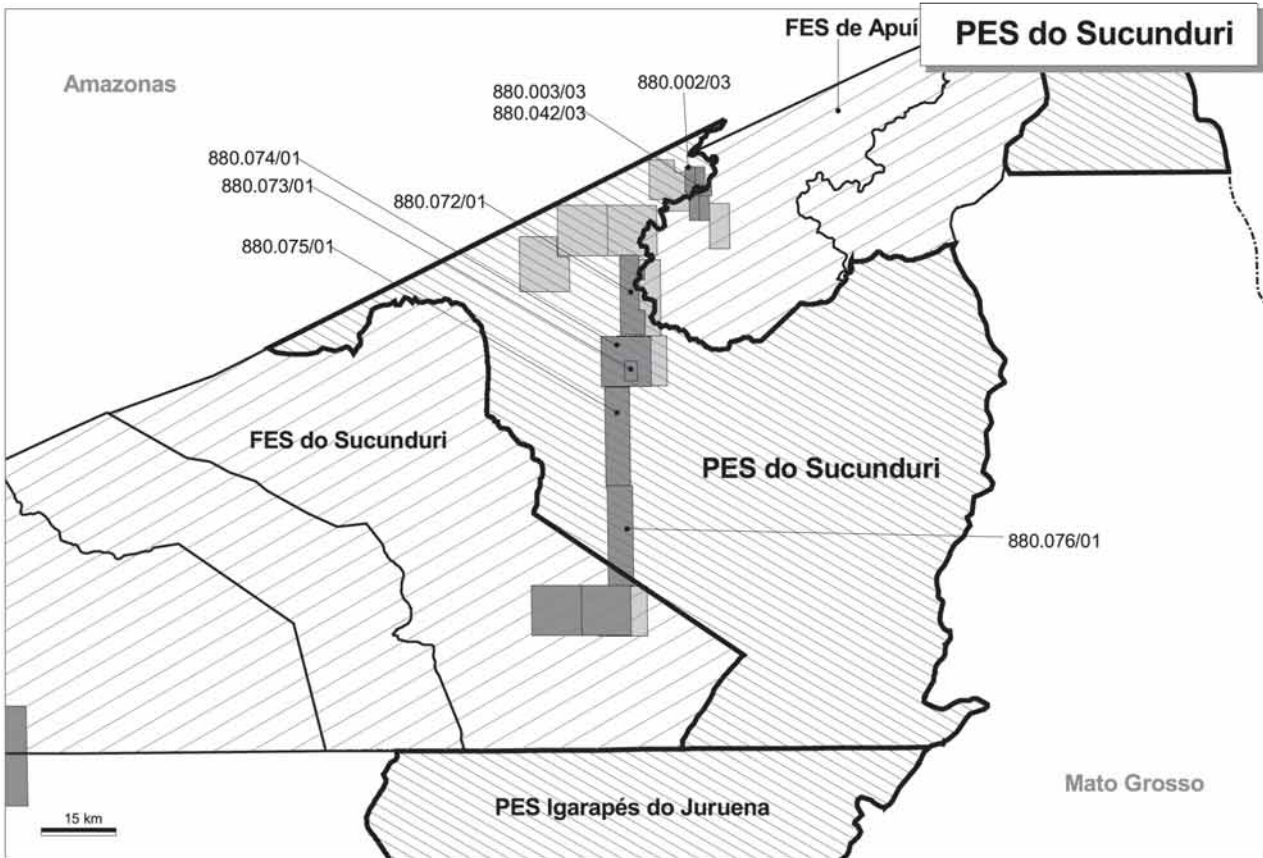 FES de Apuí
PES do Sucunduri
Amazonas
880.003/03
880.042/03
880.002/03
880.074/01
880.073/01
880.072/01
880.075/01
FES do Sucunduri
PES do Sucunduri
880.076/01
Mato Grosso
PES Igarapés do Juruena
15 km